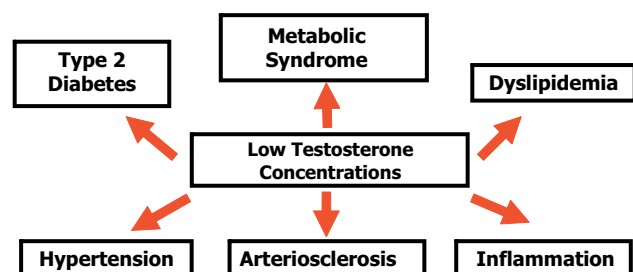 Metabolic
Syndrome
Type 2
Diabetes
Dyslipidemia
Low Testosterone
Concentrations
Hypertension
Arteriosclerosis
Inflammation